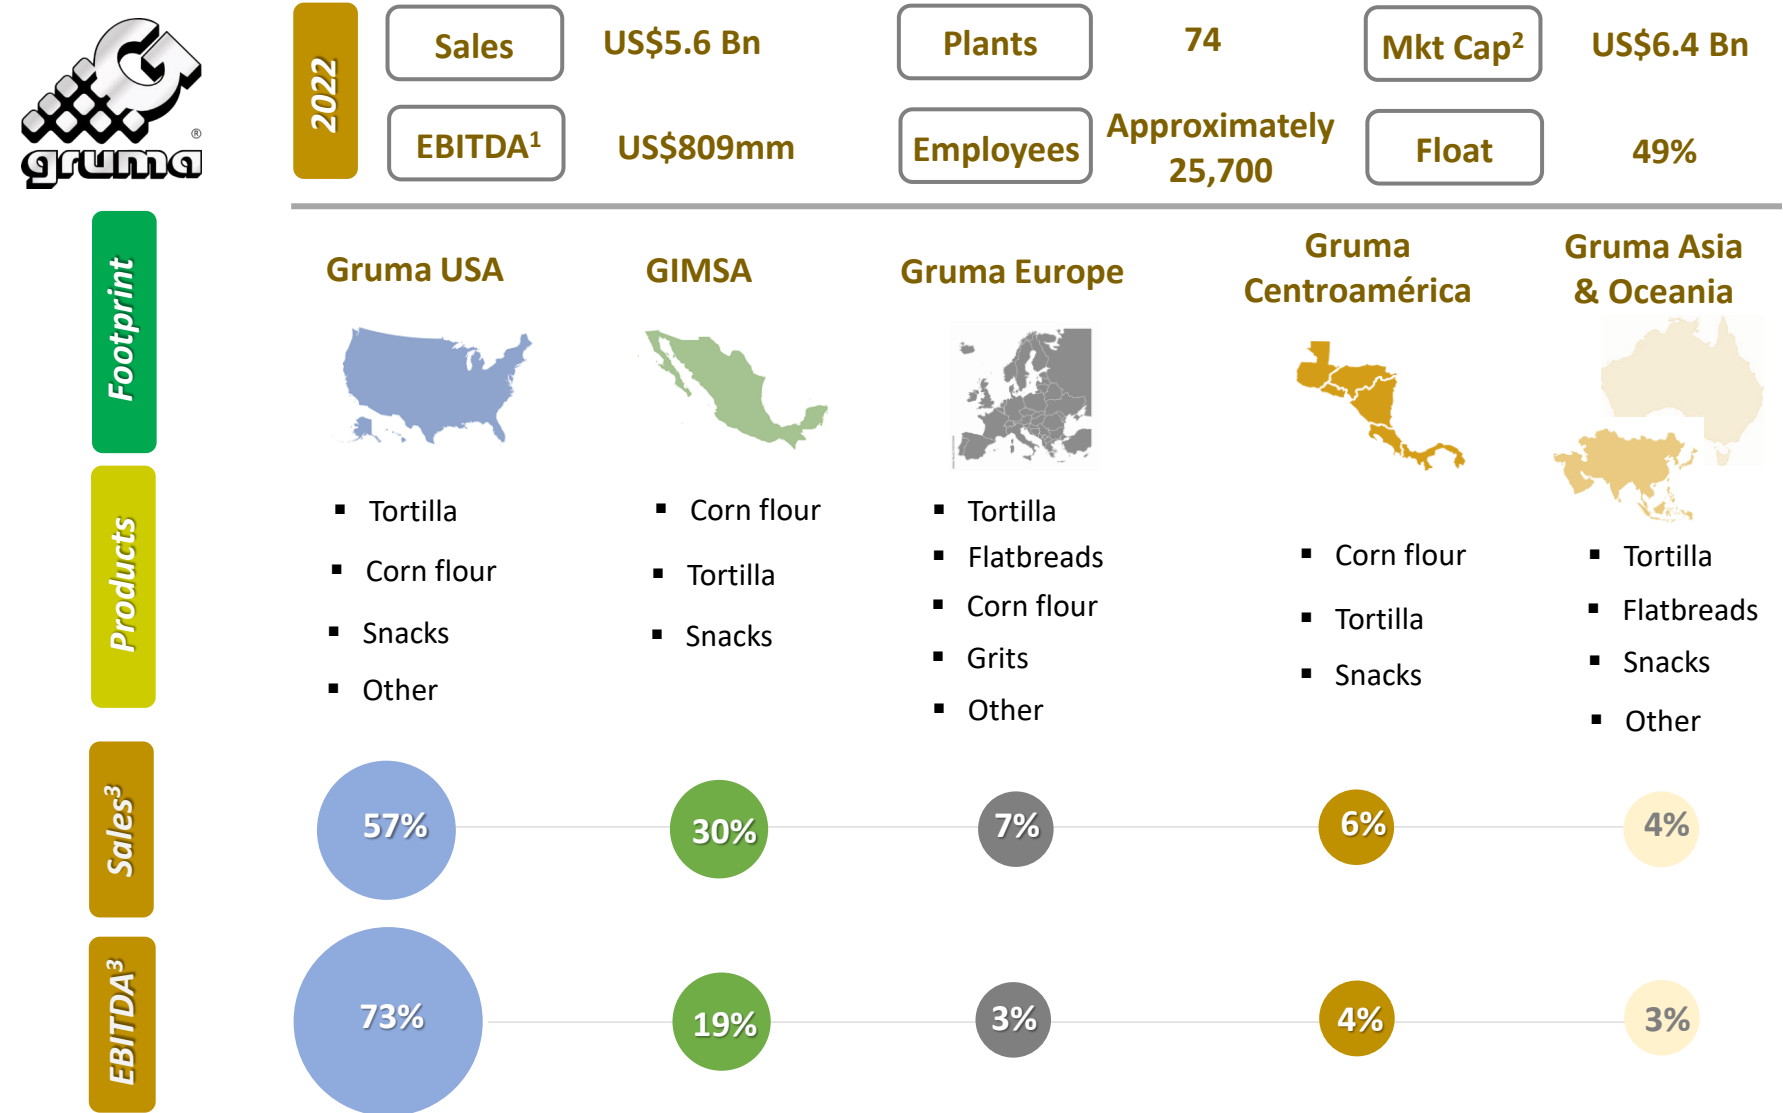 gruma
®
2022
Sales
US$5.6 Bn
Plants
74
Mkt Cap²
US$6.4 Bn
EBITDA¹
US$809mm
Employees
Approximately
25,700
Float
49%
Footprint
Gruma USA
GIMSA
Gruma Europe
Gruma
Centroamérica
Gruma Asia
& Oceania
Products
▪ Tortilla
▪ Corn flour
▪ Snacks
▪ Other
▪ Corn flour
▪ Tortilla
▪ Snacks
▪ Tortilla
▪ Flatbreads
▪ Corn flour
▪ Grits
▪ Other
▪ Corn flour
▪ Tortilla
▪ Snacks
▪ Tortilla
▪ Flatbreads
▪ Snacks
▪ Other
Sales³
57%
30%
7%
6%
4%
EBITDA³
73%
19%
3%
4%
3%